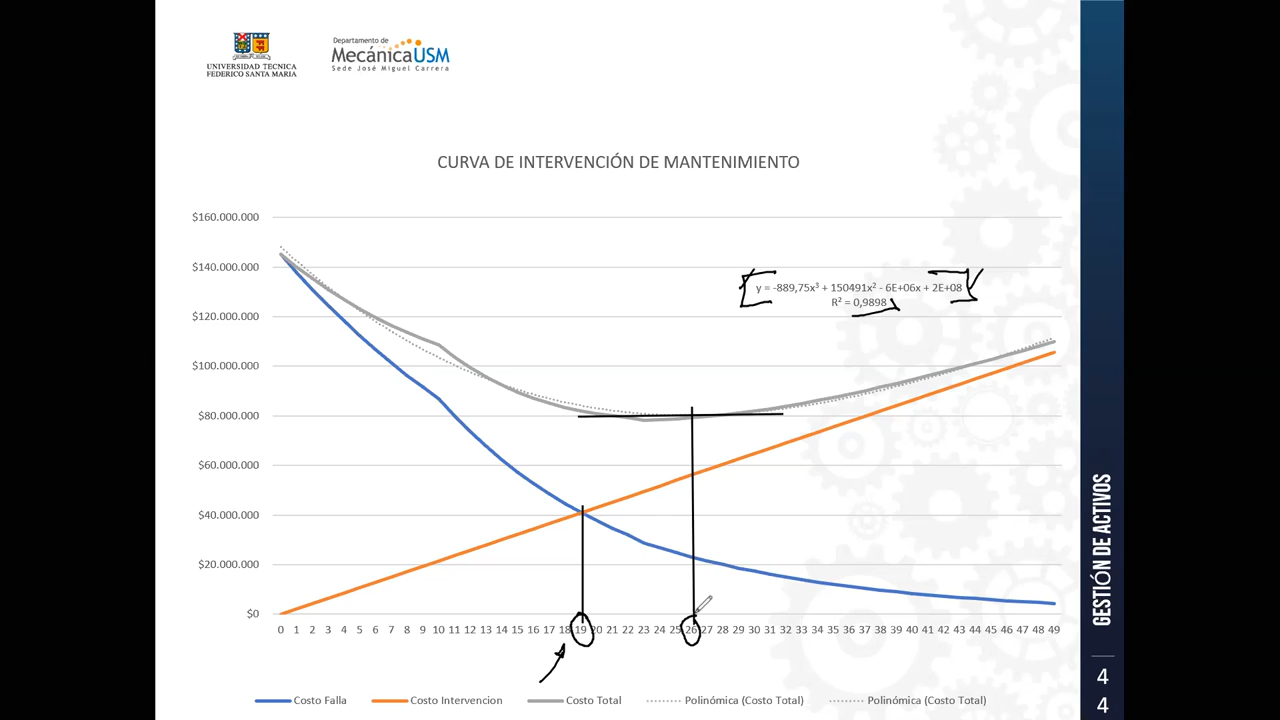 UNIVERSIDAD TECNICA
FEDERICO SANTA MARIA
Departamento de
MecánicaUSM
Sede José Miguel Carrera
CURVA DE INTERVENCIÓN DE MANTENIMIENTO
$160.000.000
$140.000.000
$120.000.000
$100.000.000
$80.000.000
$60.000.000
$40.000.000
$20.000.000
$0
y = -889,75x³ + 150491x² - 6E+06x + 2E+08
R² = 0,9898
0 1 2 3 4 5 6 7 8 9 10 11 12 13 14 15 16 17 18 19 20 21 22 23 24 25 26 27 28 29 30 31 32 33 34 35 36 37 38 39 40 41 42 43 44 45 46 47 48 49
Costo Falla Costo Intervencion Costo Total Polinómica (Costo Total) Polinómica (Costo Total)
GESTIÓN DE ACTIVOS
4
4